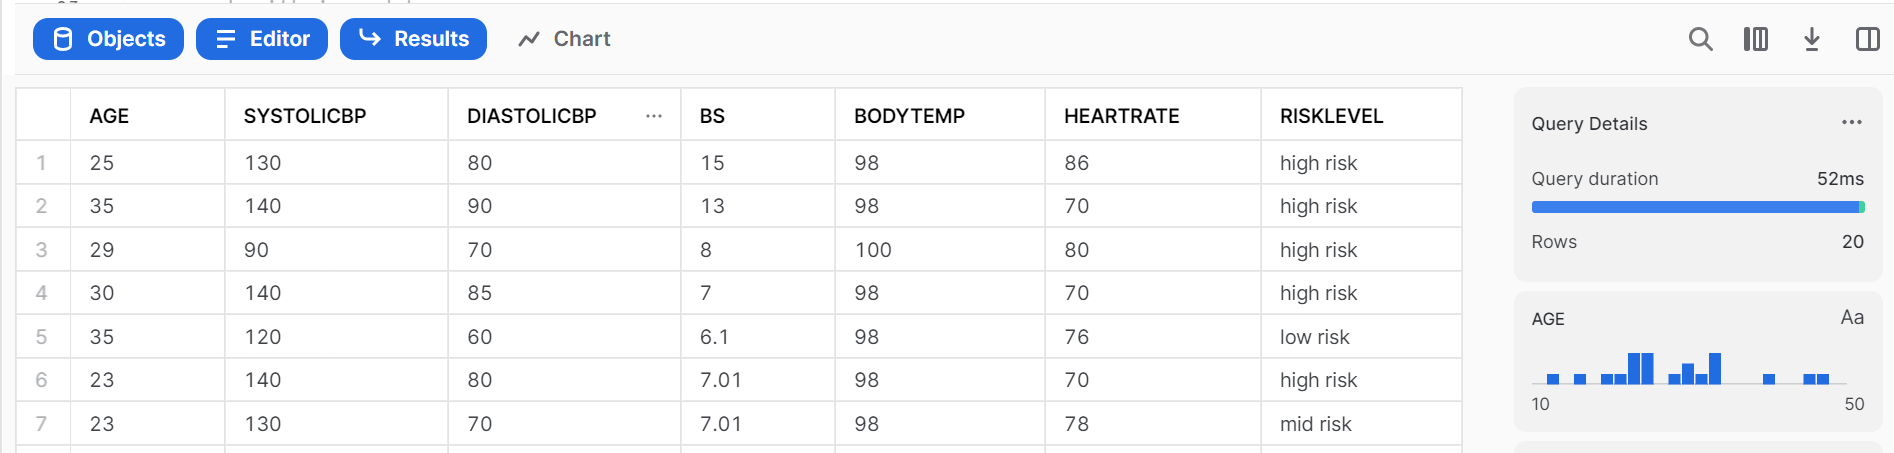 Objects Editor Results Chart
AGE SYSTOLICBP DIASTOLICBP ... BS BODYTEMP HEARTRATE RISKLEVEL
1 25 130 80 15 98 86 high risk
2 35 140 90 13 98 70 high risk
3 29 90 70 8 100 80 high risk
4 30 140 85 7 98 70 high risk
5 35 120 60 6.1 98 76 low risk
6 23 140 80 7.01 98 70 high risk
7 23 130 70 7.01 98 78 mid risk
Query Details ...
Query duration 52ms
Rows 20
AGE Aa
10 50